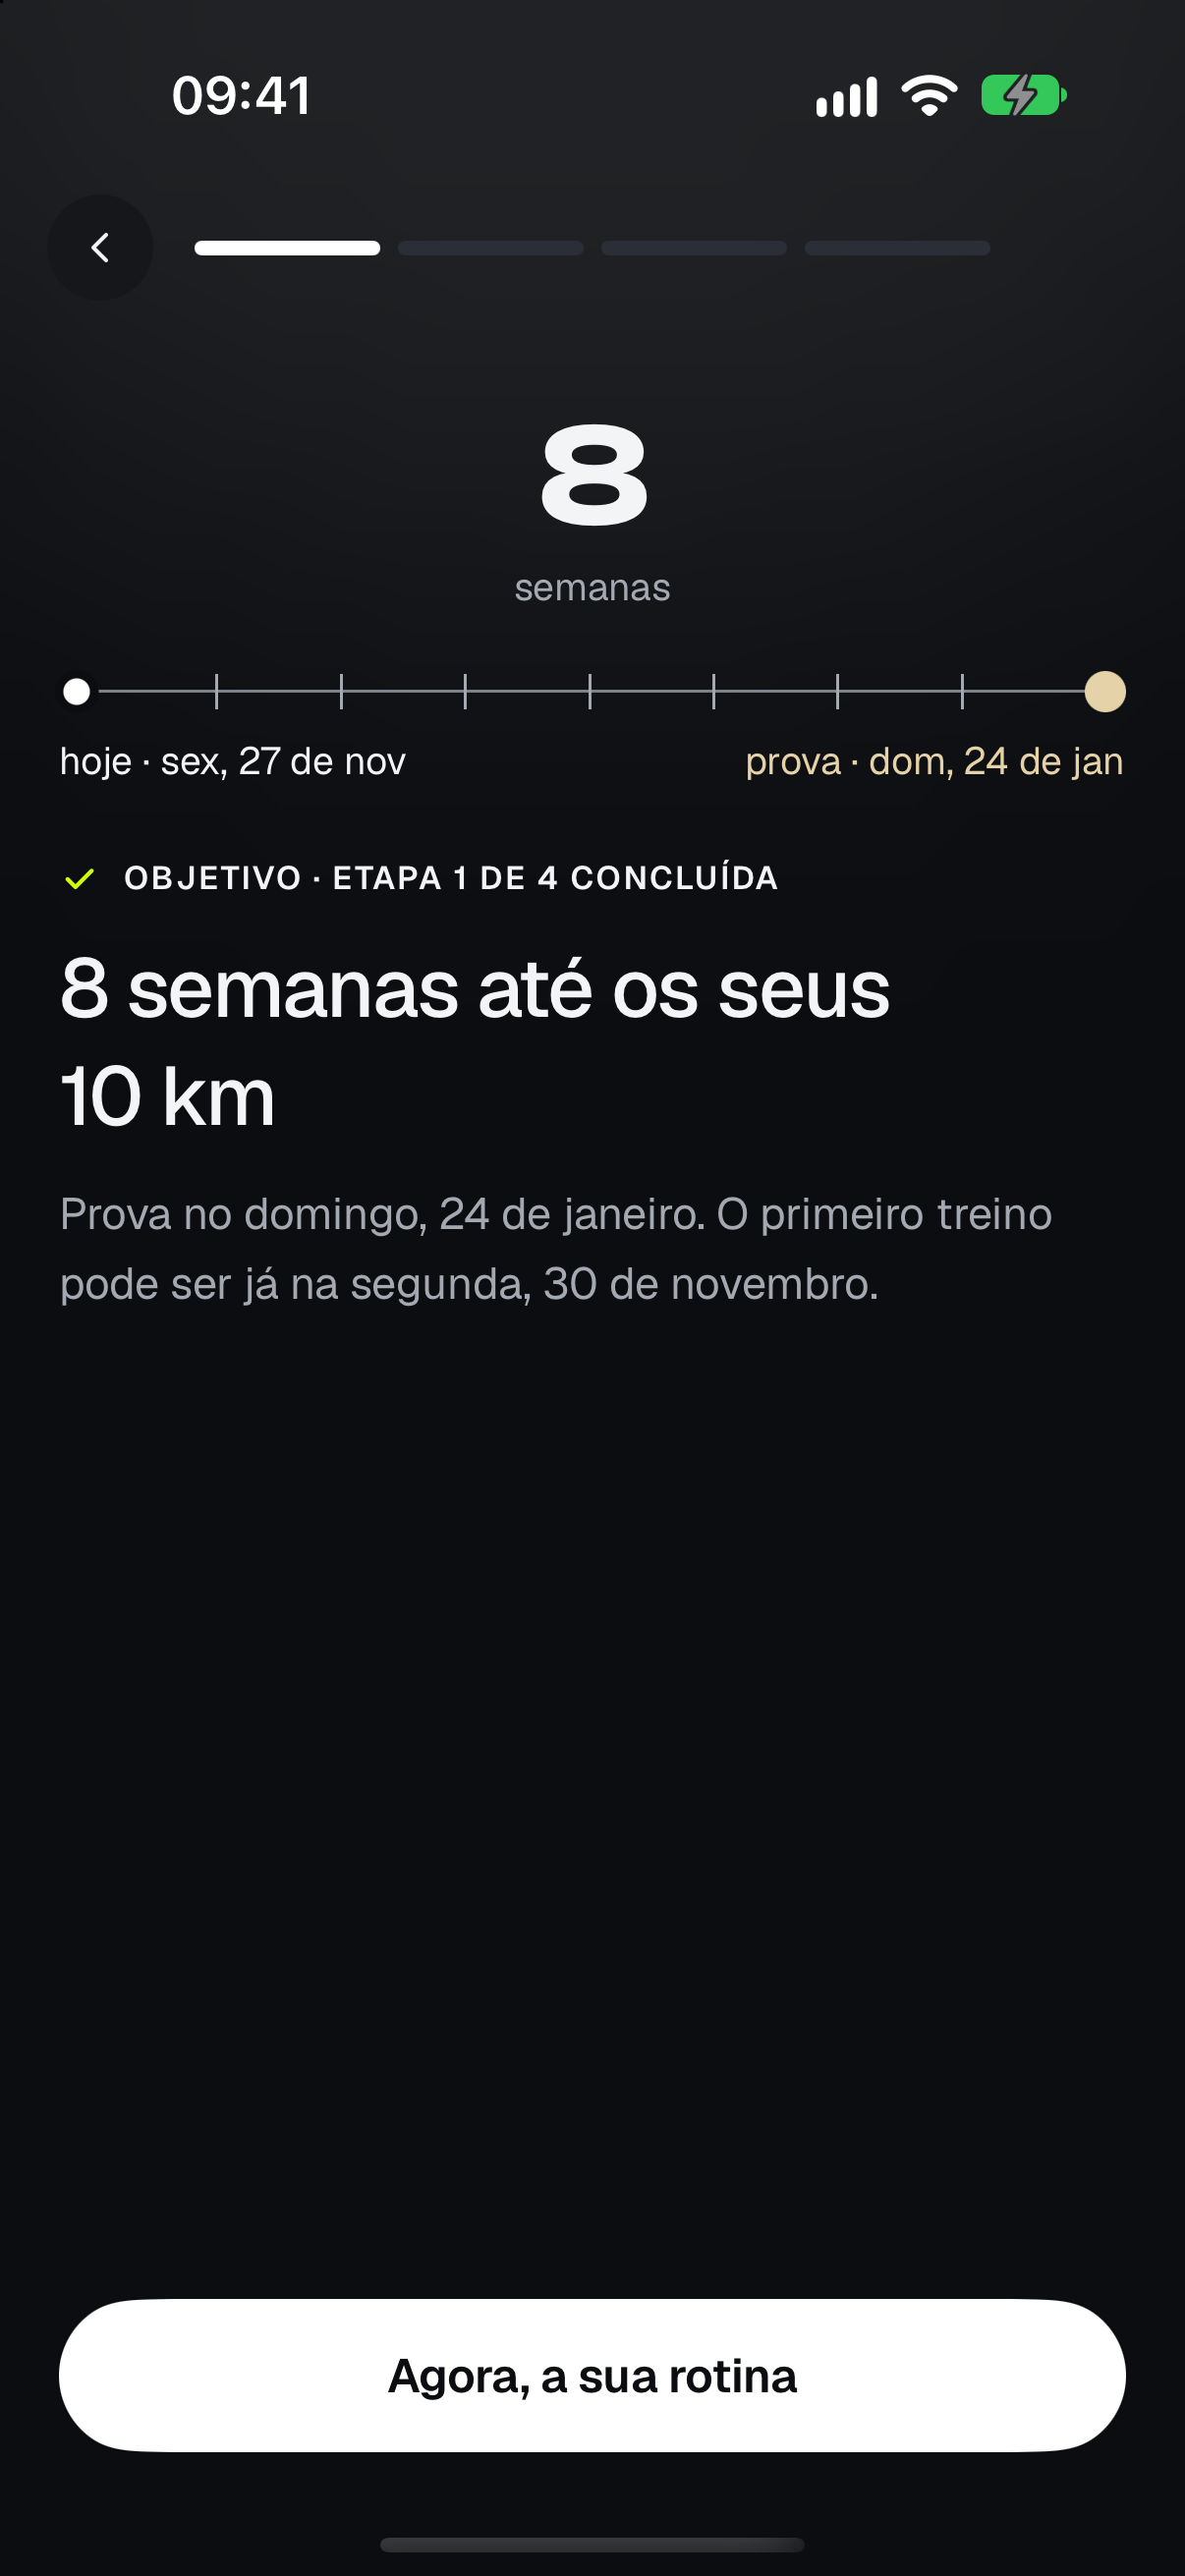 09:41
8
semanas
hoje · sex, 27 de nov
prova · dom, 24 de jan
OBJETIVO · ETAPA 1 DE 4 CONCLUÍDA
8 semanas até os seus
10 km
Prova no domingo, 24 de janeiro. O primeiro treino
pode ser já na segunda, 30 de novembro.
Agora, a sua rotina